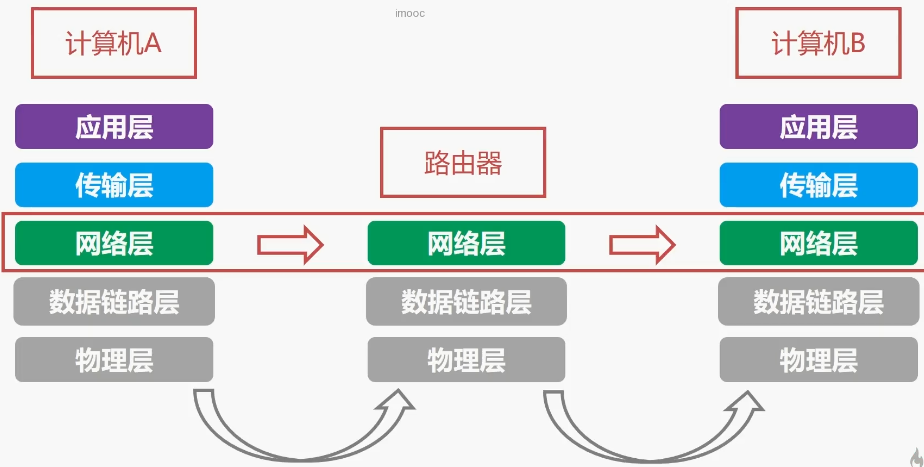 imooc
计算机A
计算机B
路由器
应用层
应用层
传输层
传输层
网络层
网络层
网络层
数据链路层
数据链路层
数据链路层
物理层
物理层
物理层